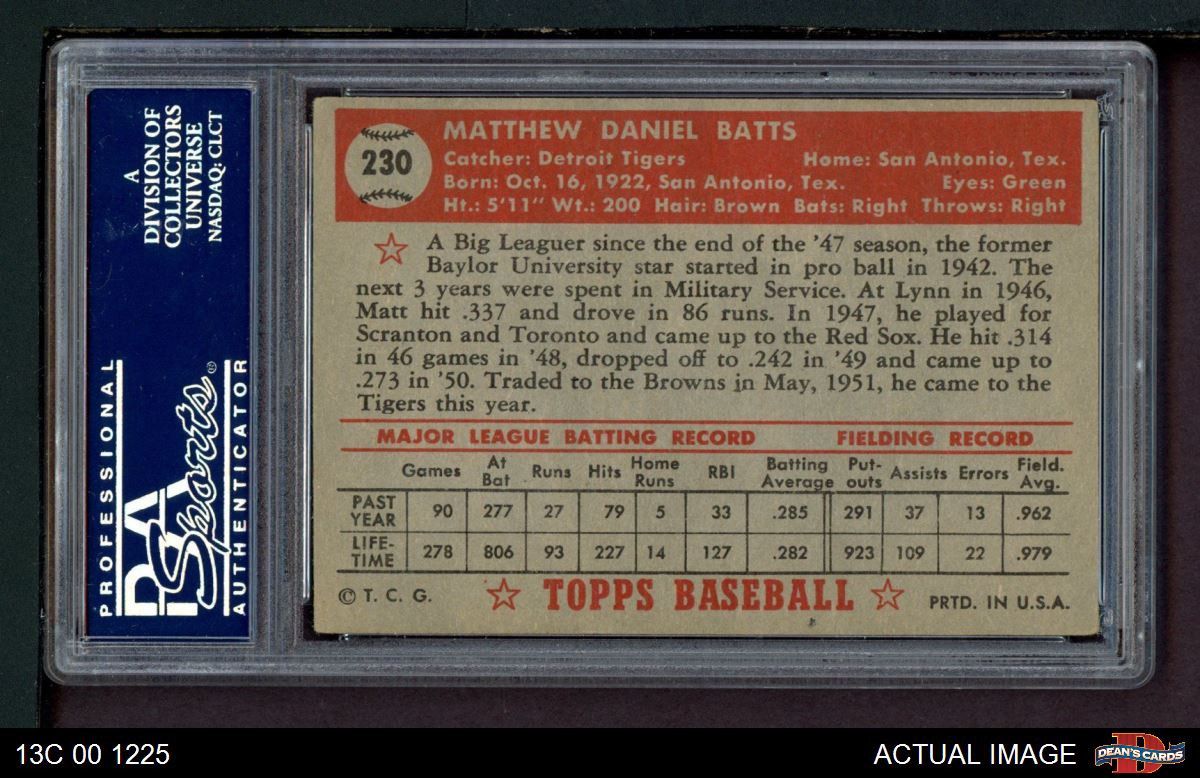 A
DIVISION OF
COLLECTORS
UNIVERSE
NASDAQ: CLCT
PROFESSIONAL
PSA
Sports
AUTHENTICATOR
230
MATTHEW DANIEL BATTS
Catcher: Detroit Tigers Home: San Antonio, Tex.
Born: Oct. 16, 1922, San Antonio, Tex. Eyes: Green
Ht.: 5'11" Wt.: 200 Hair: Brown Bats: Right Throws: Right
A Big Leaguer since the end of the '47 season, the former
Baylor University star started in pro ball in 1942. The
next 3 years were spent in Military Service. At Lynn in 1946,
Matt hit .337 and drove in 86 runs. In 1947, he played for
Scranton and Toronto and came up to the Red Sox. He hit .314
in 46 games in '48, dropped off to .242 in '49 and came up to
.273 in '50. Traded to the Browns in May, 1951, he came to the
Tigers this year.
MAJOR LEAGUE BATTING RECORD FIELDING RECORD
Games At Bat Runs Hits Home Runs RBI Batting Average Put-outs Assists Errors Field. Avg.
PAST YEAR 90 277 27 79 5 33 .285 291 37 13 .962
LIFE-TIME 278 806 93 227 14 127 .282 923 109 22 .979
© T. C. G. TOPPS BASEBALL PRTD. IN U.S.A.
13C 00 1225 ACTUAL IMAGE DEAN'S CARDS